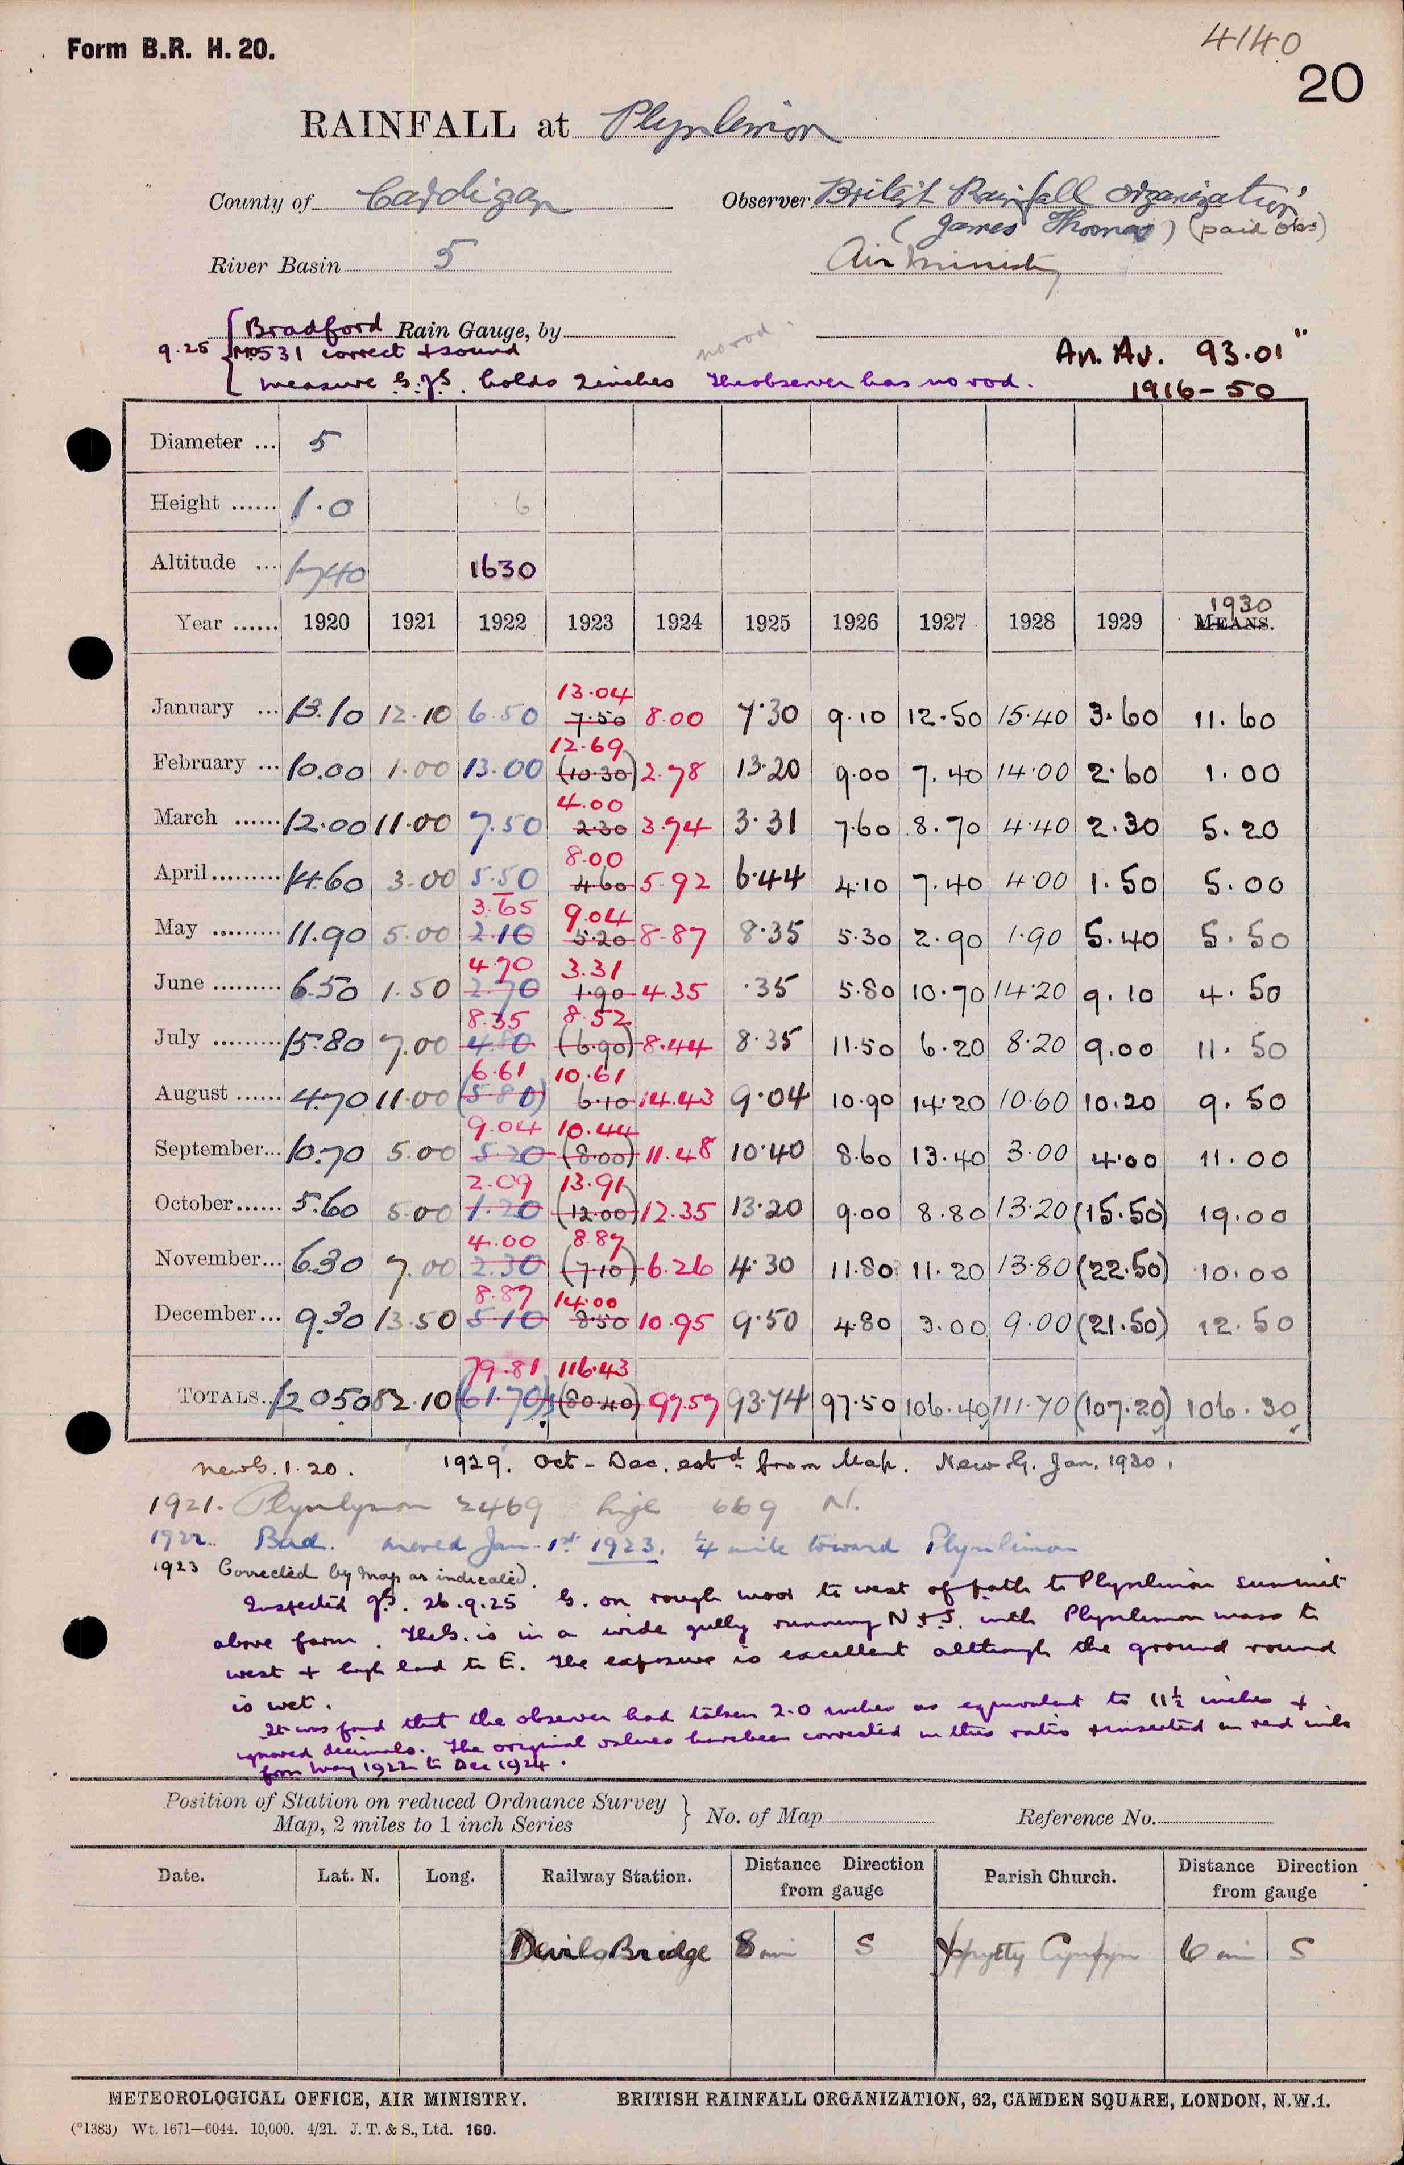 Form B.R. H. 20.
4140
20
RAINFALL at Plynlimon
County of Cardigan Observer British Rainfall Organization
(James Thomas) (paid obs)
River Basin 5 Air Ministry
Bradford Rain Gauge, by
9.25 No 531 correct + sound no rod
An. Av. 93.01"
measure G. gs. holds 2 inches The observer has no rod.
1916-50
Diameter ... 5
Height ...... 1.0 6
Altitude ... 1740 1630
1930
Year ...... 1920 1921 1922 1923 1924 1925 1926 1927 1928 1929 MEANS.
13.04
January ... 13.10 12.10 6.50 7.50 8.00 7.30 9.10 12.50 15.40 3.60 11.60
12.69
February ... 10.00 1.00 13.00 (10.30) 2.78 13.20 9.00 7.40 14.00 2.60 1.00
4.00
March ...... 12.00 11.00 7.50 2.30 3.74 3.31 7.60 8.70 4.40 2.30 5.20
8.00
April......... 14.60 3.00 5.50 4.60 5.92 6.44 4.10 7.40 4.00 1.50 5.00
3.65 9.04
May ......... 11.90 5.00 2.10 5.20 8.87 8.35 5.30 2.90 1.90 5.40 5.50
4.70 3.31
June ......... 6.50 1.50 2.70 1.90 4.35 .35 5.80 10.70 14.20 9.10 4.50
8.35 8.52
July ......... 15.80 7.00 4.80 (6.90) 8.44 8.35 11.50 6.20 8.20 9.00 11.50
6.61 10.61
August ...... 4.70 11.00 (5.80) 6.10 14.43 9.04 10.90 14.20 10.60 10.20 9.50
9.04 10.44
September... 10.70 5.00 5.20 (8.00) 11.48 10.40 8.60 13.40 3.00 4.00 11.00
2.09 13.91
October...... 5.60 5.00 1.20 (12.00) 12.35 13.20 9.00 8.80 13.20 (15.50) 19.00
4.00 8.87
November... 6.30 7.00 2.30 (7.10) 6.26 4.30 11.80 11.20 13.80 (22.50) 10.00
8.87 14.00
December... 9.30 13.50 5.10 8.50 10.95 9.50 4.80 3.00 9.00 (21.50) 12.50
79.81 116.43
TOTALS.. 120.50 82.10 (61.70) (80.40) 97.57 93.74 97.50 106.40 111.70 (107.20) 106.30
new G. 1.20. 1929. Oct - Dec. estd from Map. New G. Jan. 1930.
1921. Plynlymon 2469 high 669 N.
1922. Bad. moved Jan. 1st 1923. ¼ mile toward Plynlimon
1923 Corrected by map as indicated.
Inspected gs. 26.9.25 G. on rough moor to west of path to Plynlimon summit
above farm. The G. is in a wide gully running N & S. with Plynlimon mass to
west + high land to E. The exposure is excellent although the ground round
is wet.
It was found that the observer had taken 2.0 inches as equivalent to 11½ inches +
ignored decimals. The original values have been corrected in this ratio + inserted in red ink
from May 1922 to Dec 1924.
Position of Station on reduced Ordnance Survey
Map, 2 miles to 1 inch Series } No. of Map Reference No.
Date. Lat. N. Long. Railway Station. Distance Direction from gauge Parish Church. Distance Direction from gauge
Devils Bridge 8 mi S Yspytty Cynfyn 6 mi S
METEOROLOGICAL OFFICE, AIR MINISTRY. BRITISH RAINFALL ORGANIZATION, 62, CAMDEN SQUARE, LONDON, N.W.1.
(*1383) Wt. 1671—6044. 10,000. 4/21. J. T. & S., Ltd. 160.